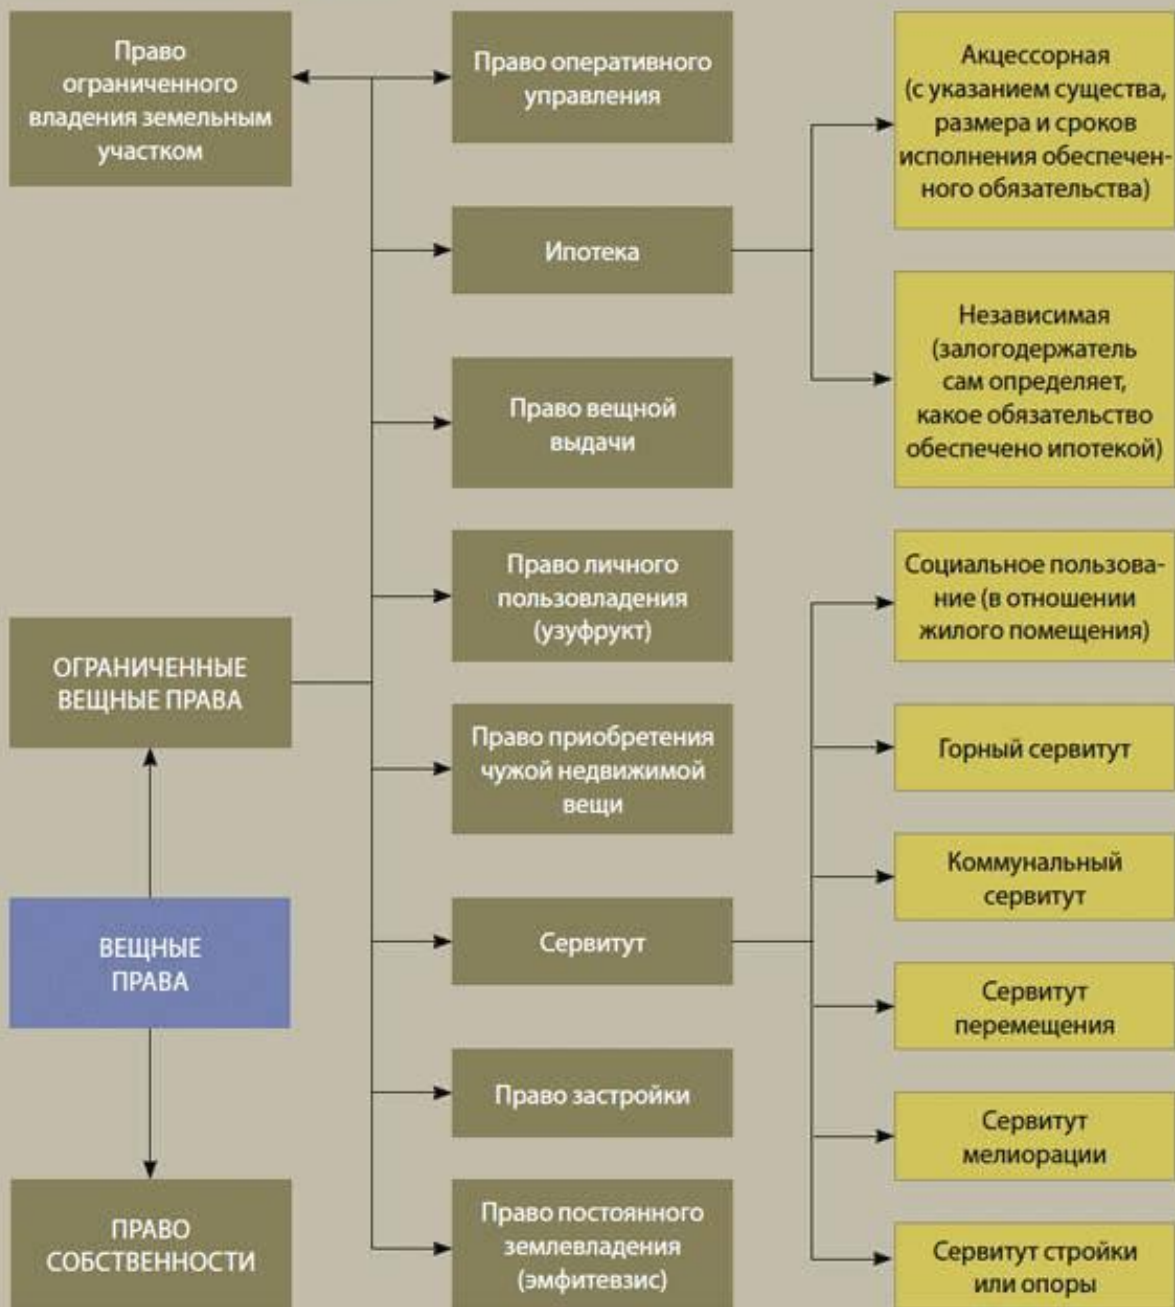 Право
ограниченного
владения земельным
участком
ОГРАНИЧЕННЫЕ
ВЕЩНЫЕ ПРАВА
ВЕЩНЫЕ
ПРАВА
ПРАВО
СОБСТВЕННОСТИ
Право оперативного
управления
Ипотека
Право вещной
выдачи
Право личного
пользовладения
(узуфрукт)
Право приобретения
чужой недвижимой
вещи
Сервитут
Право застройки
Право постоянного
землевладения
(эмфитевзис)
Акцессорная
(с указанием существа,
размера и сроков
исполнения обеспечен-
ного обязательства)
Независимая
(залогодержатель
сам определяет,
какое обязательство
обеспечено ипотекой)
Социальное пользова-
ние (в отношении
жилого помещения)
Горный сервитут
Коммунальный
сервитут
Сервитут
перемещения
Сервитут
мелиорации
Сервитут стройки
или опоры